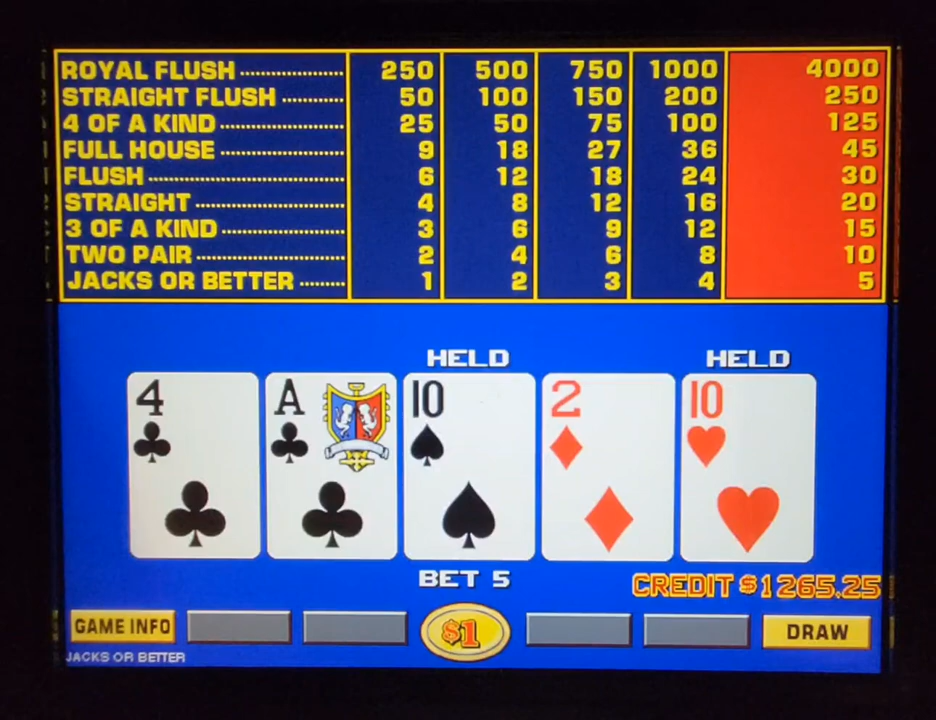 ROYAL FLUSH 250 500 750 1000 4000
STRAIGHT FLUSH 50 100 150 200 250
4 OF A KIND 25 50 75 100 125
FULL HOUSE 9 18 27 36 45
FLUSH 6 12 18 24 30
STRAIGHT 4 8 12 16 20
3 OF A KIND 3 6 9 12 15
TWO PAIR 2 4 6 8 10
JACKS OR BETTER 1 2 3 4 5
HELD HELD
4 A 10 2 10
BET 5 CREDIT $1265.25
GAME INFO $1 DRAW
JACKS OR BETTER